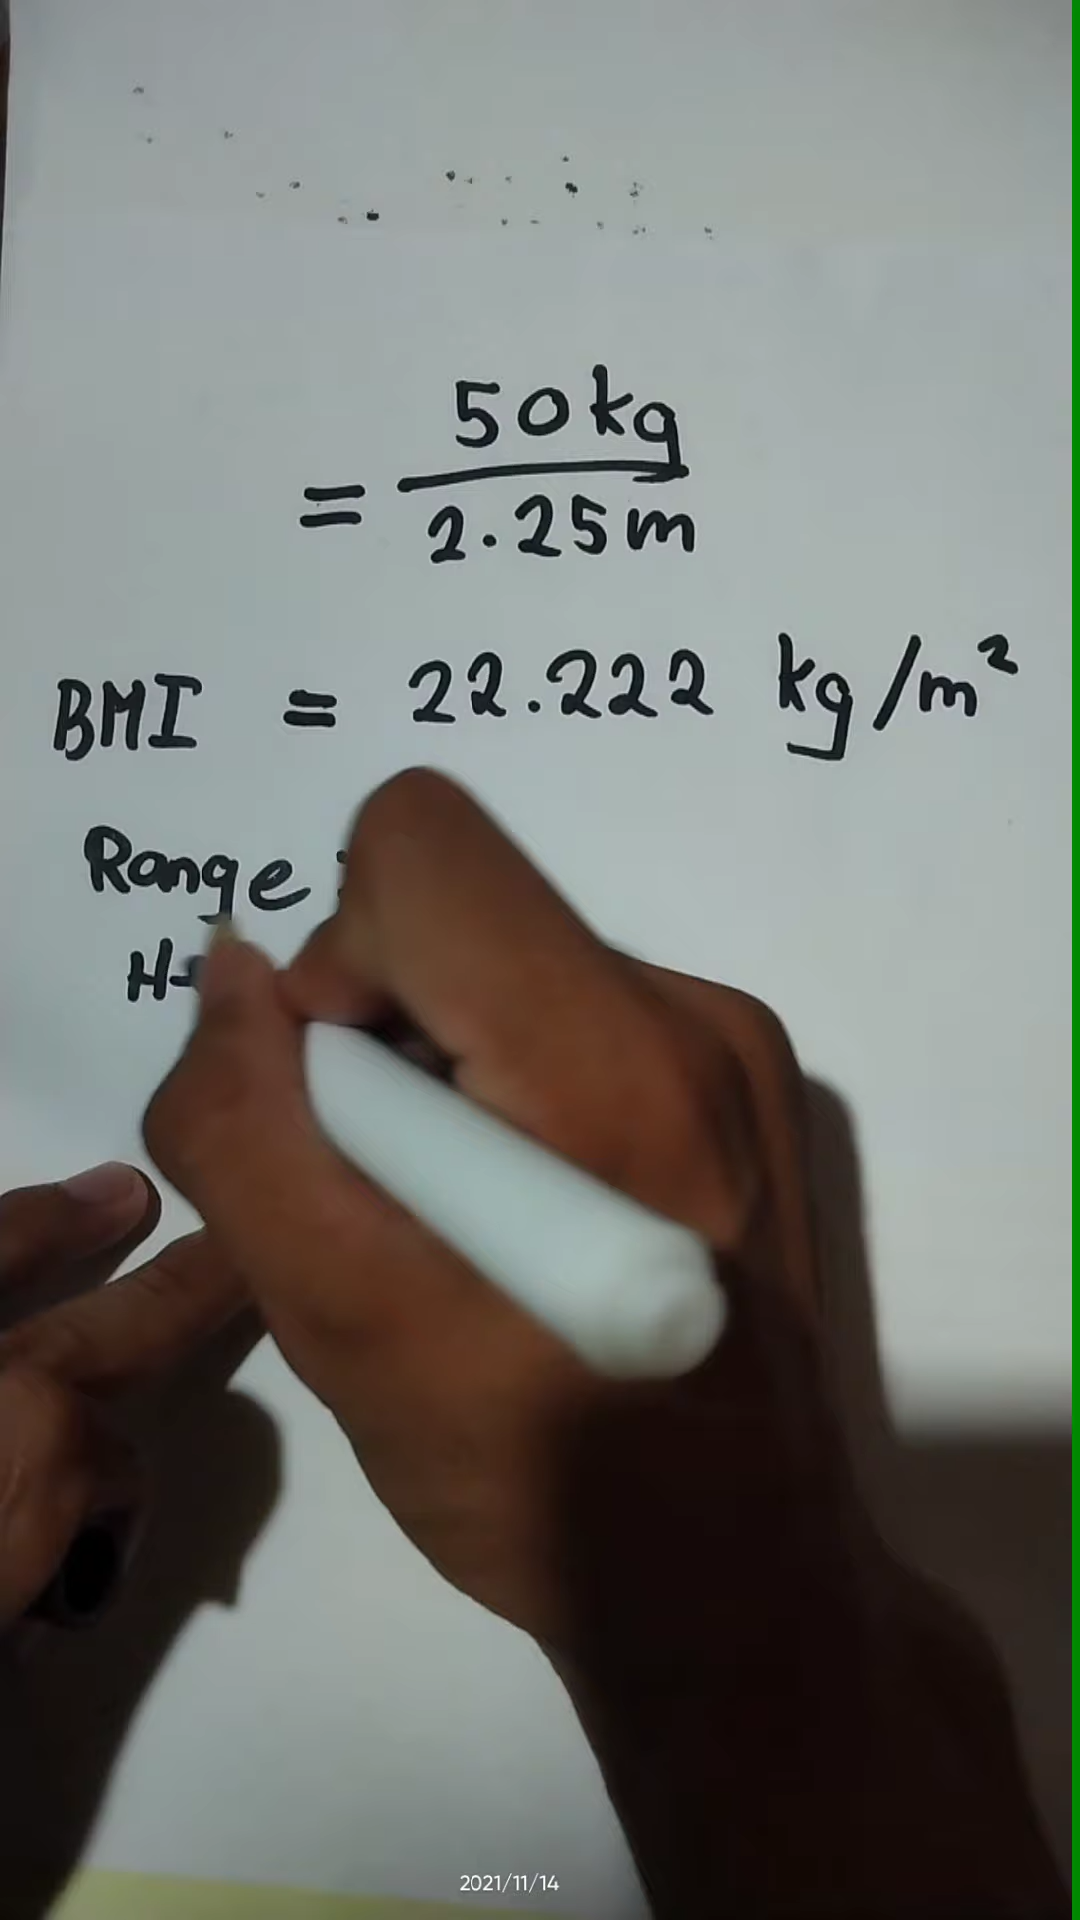 50kg
= 2.25m
BMI = 22.222 kg/m²
Range :
H
2021/11/14